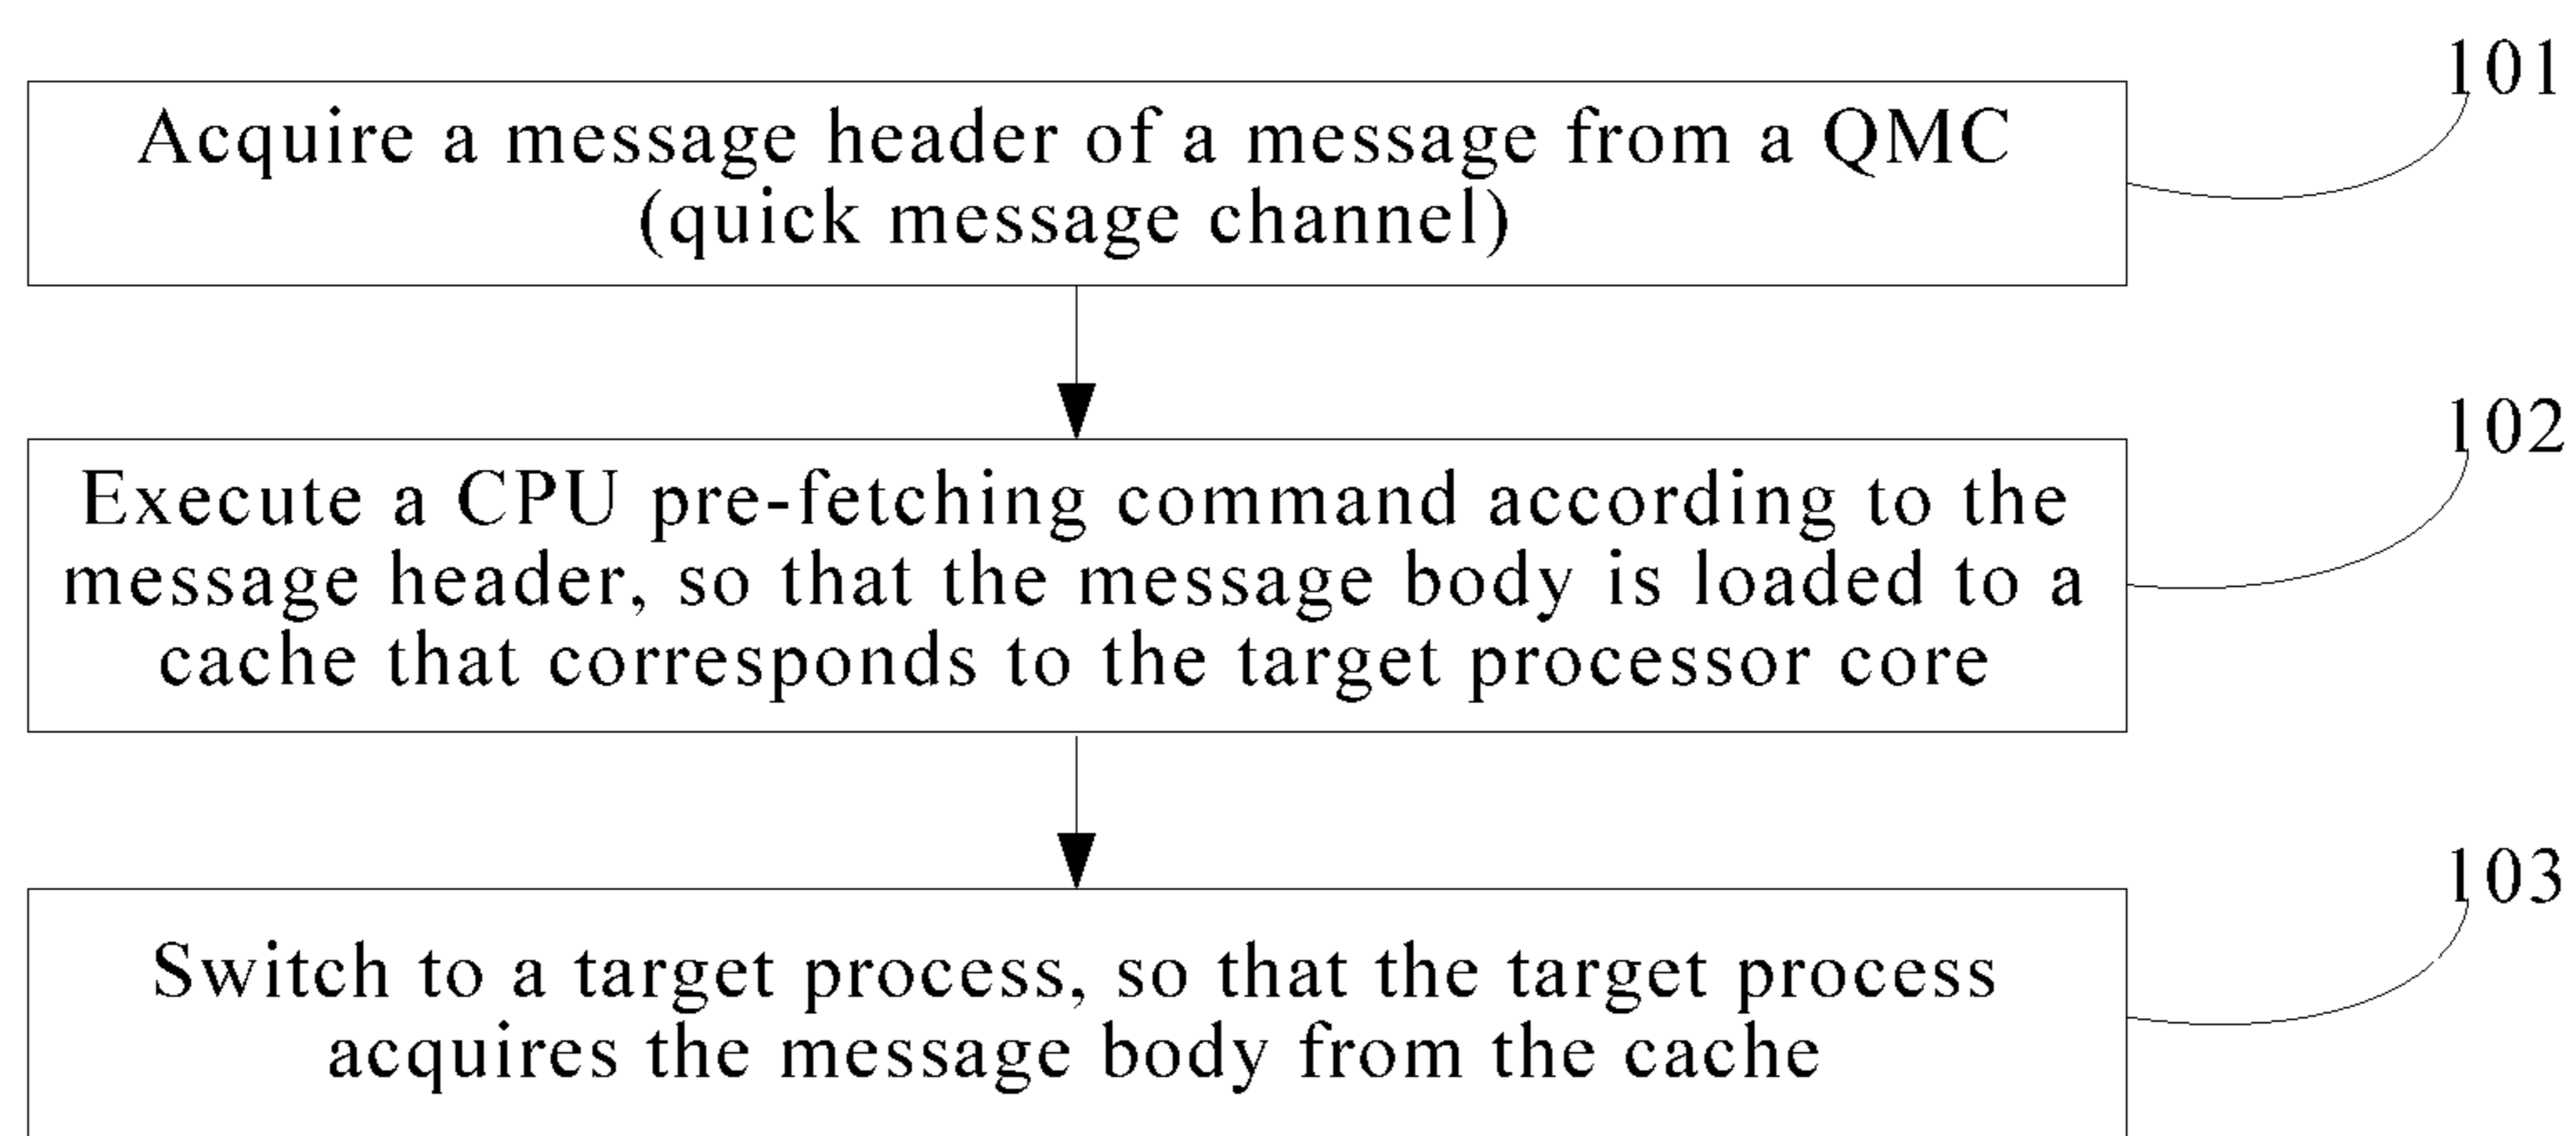 101
Acquire a message header of a message from a QMC
(quick message channel)
102
Execute a CPU pre-fetching command according to the
message header, so that the message body is loaded to a
cache that corresponds to the target processor core
103
Switch to a target process, so that the target process
acquires the message body from the cache